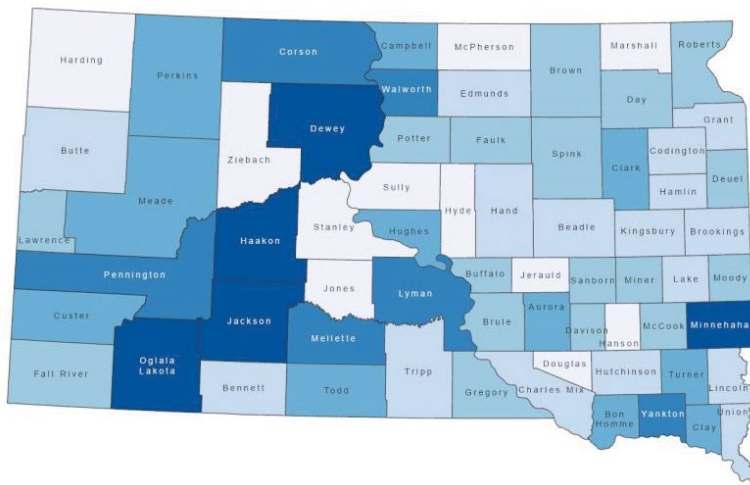 Harding
Perkins
Corson
Campbell
McPherson
Brown
Marshall
Roberts
Walworth
Edmunds
Day
Grant
Butte
Ziebach
Dewey
Potter
Faulk
Spink
Clark
Codington
Deuel
Hamlin
Meade
Sully
Hyde
Hand
Lawrence
Stanley
Hughes
Beadle
Kingsbury
Brookings
Haakon
Pennington
Jones
Lyman
Buffalo
Jerauld
Sanborn
Miner
Lake
Moody
Custer
Jackson
Mellette
Brule
Aurora
Davison
Hanson
McCook
Minnehaha
Oglala
Lakota
Fall River
Bennett
Todd
Tripp
Gregory
Charles Mix
Douglas
Hutchinson
Turner
Lincoln
Bon
Homme
Yankton
Clay
Union